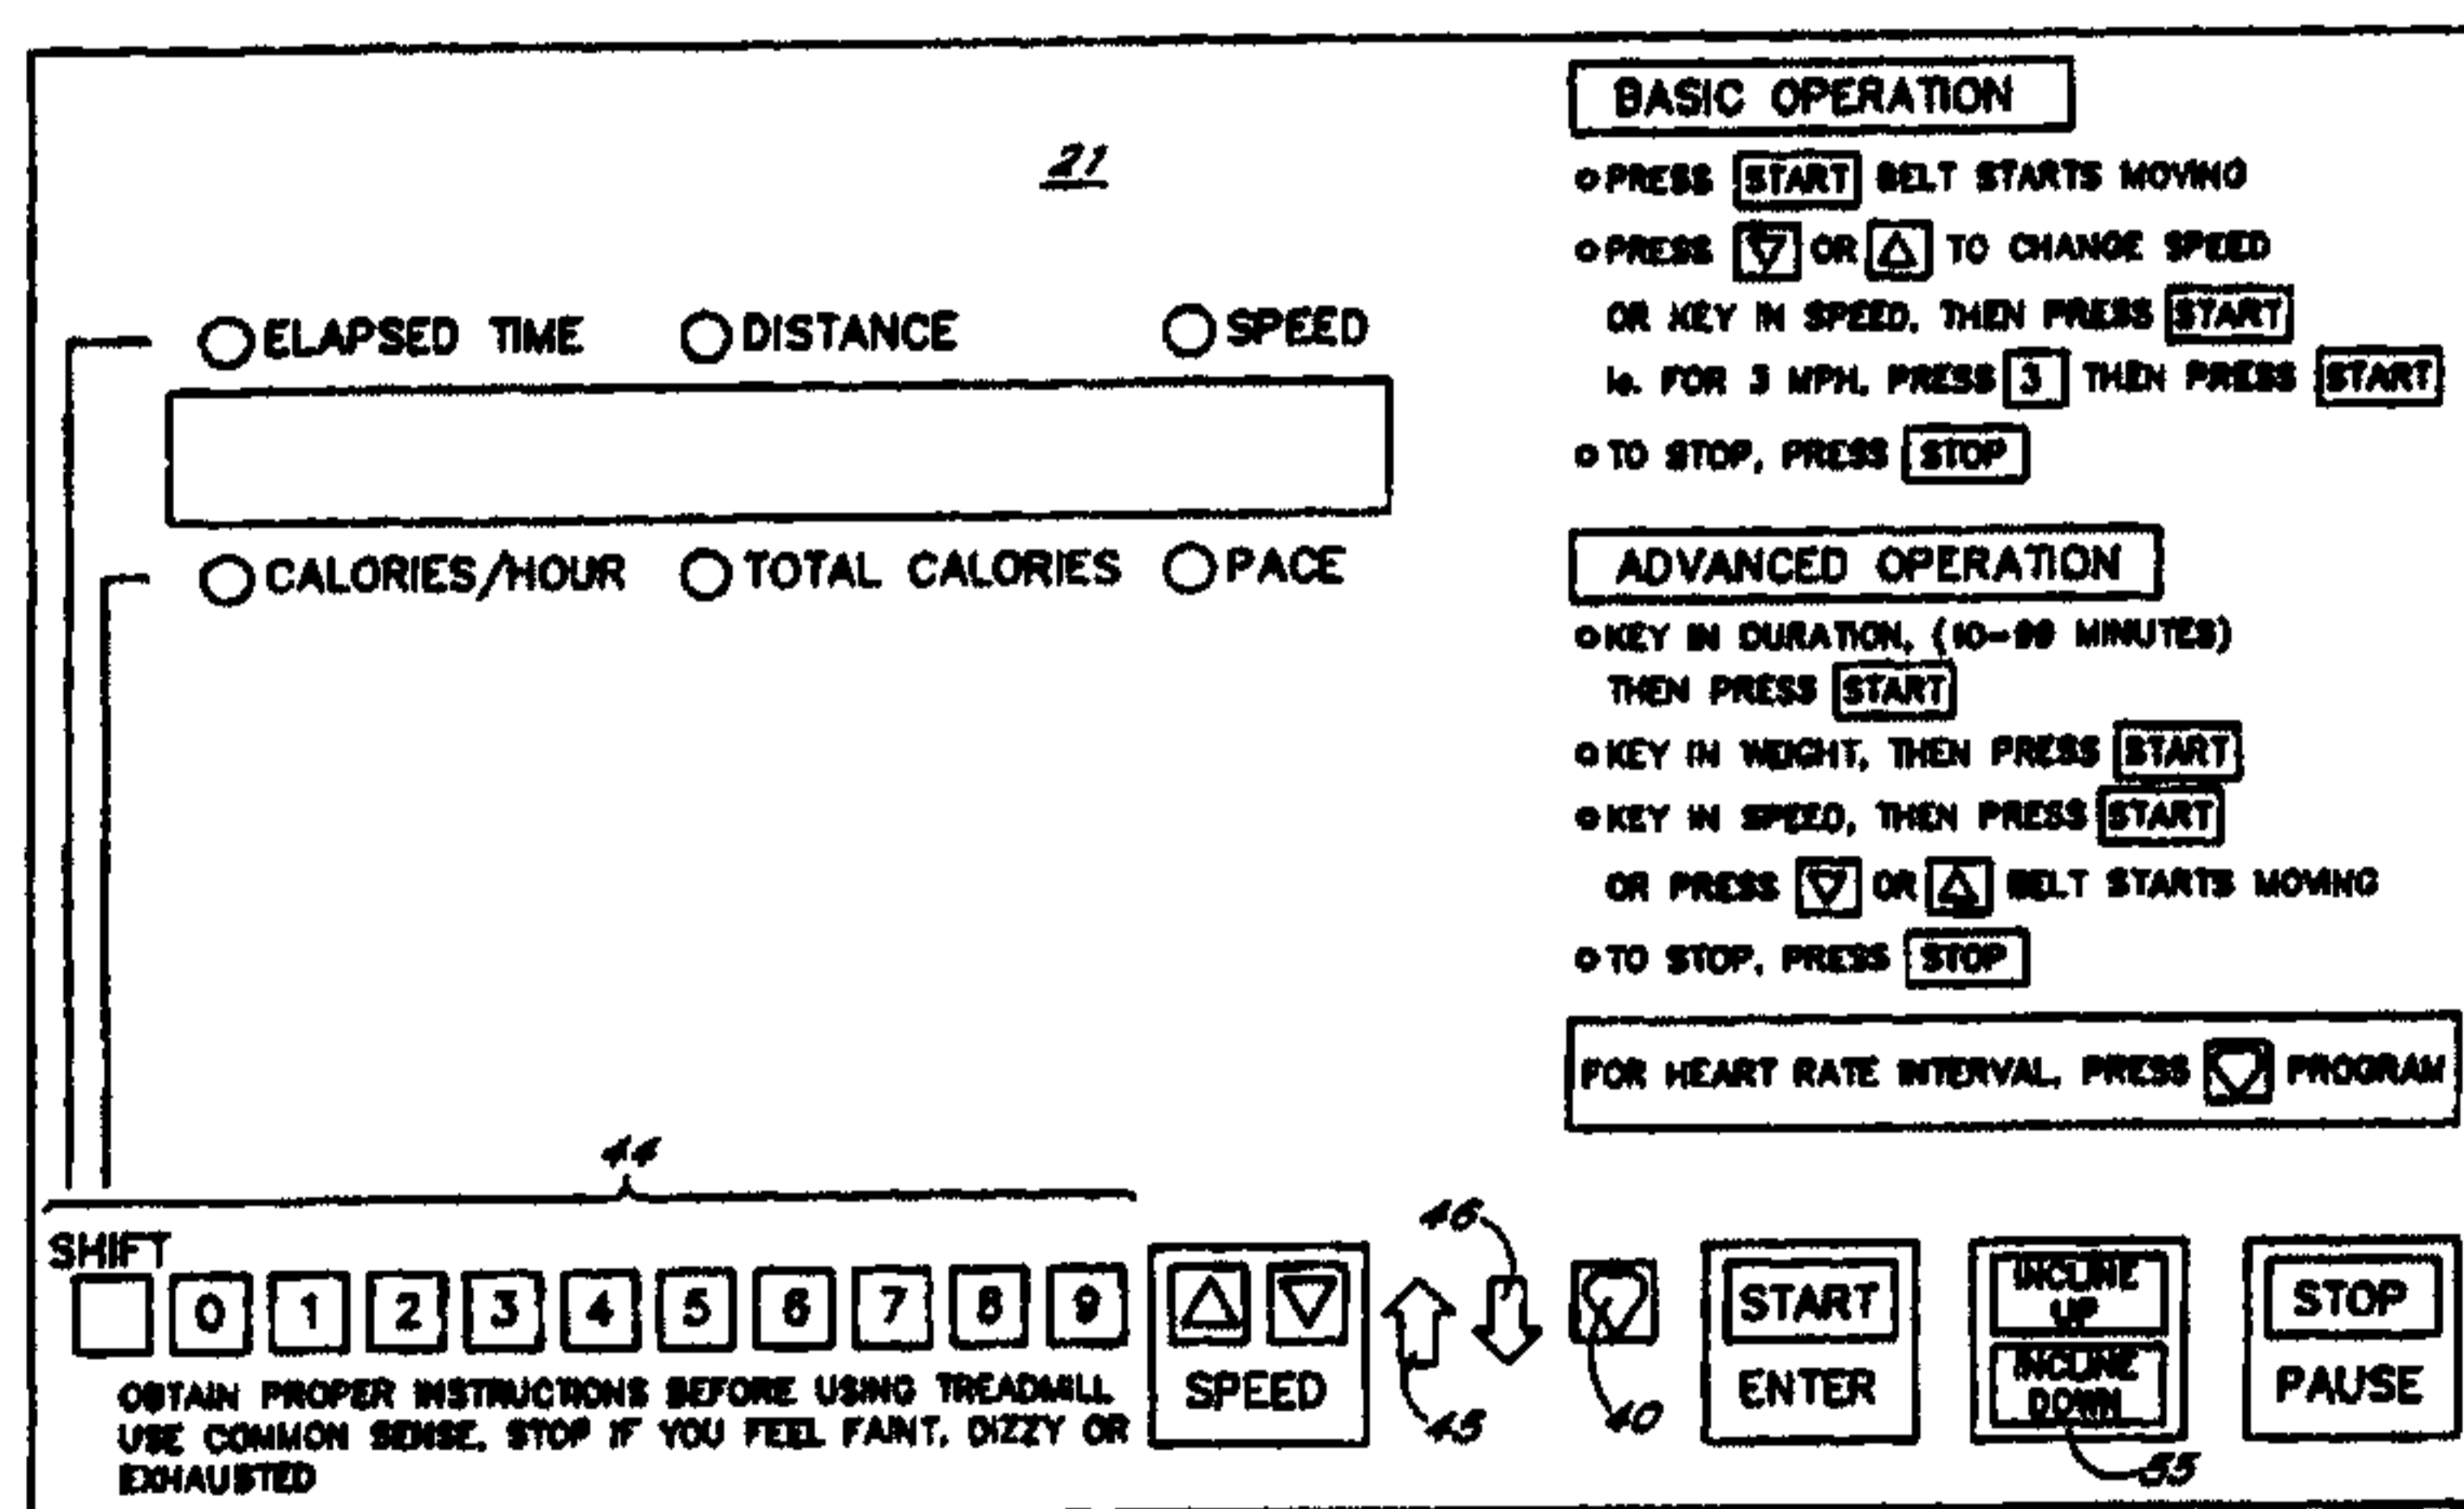 21
ELAPSED TIME DISTANCE SPEED
CALORIES/HOUR TOTAL CALORIES PACE
BASIC OPERATION
PRESS START BELT STARTS MOVING
PRESS ▽ OR △ TO CHANGE SPEED
OR KEY IN SPEED, THEN PRESS START
ie. FOR 3 MPH, PRESS 3 THEN PRESS START
TO STOP, PRESS STOP
ADVANCED OPERATION
KEY IN DURATION, (10-99 MINUTES)
THEN PRESS START
KEY IN WEIGHT, THEN PRESS START
KEY IN SPEED, THEN PRESS START
OR PRESS ▽ OR △ BELT STARTS MOVING
TO STOP, PRESS STOP
FOR HEART RATE INTERVAL, PRESS PROGRAM
44
SHIFT
0 1 2 3 4 5 6 7 8 9
△ ▽
SPEED
46
45
40
START
ENTER
INCLINE
UP
INCLINE
DOWN
55
STOP
PAUSE
OBTAIN PROPER INSTRUCTIONS BEFORE USING TREADMILL
USE COMMON SENSE. STOP IF YOU FEEL FAINT, DIZZY OR
EXHAUSTED